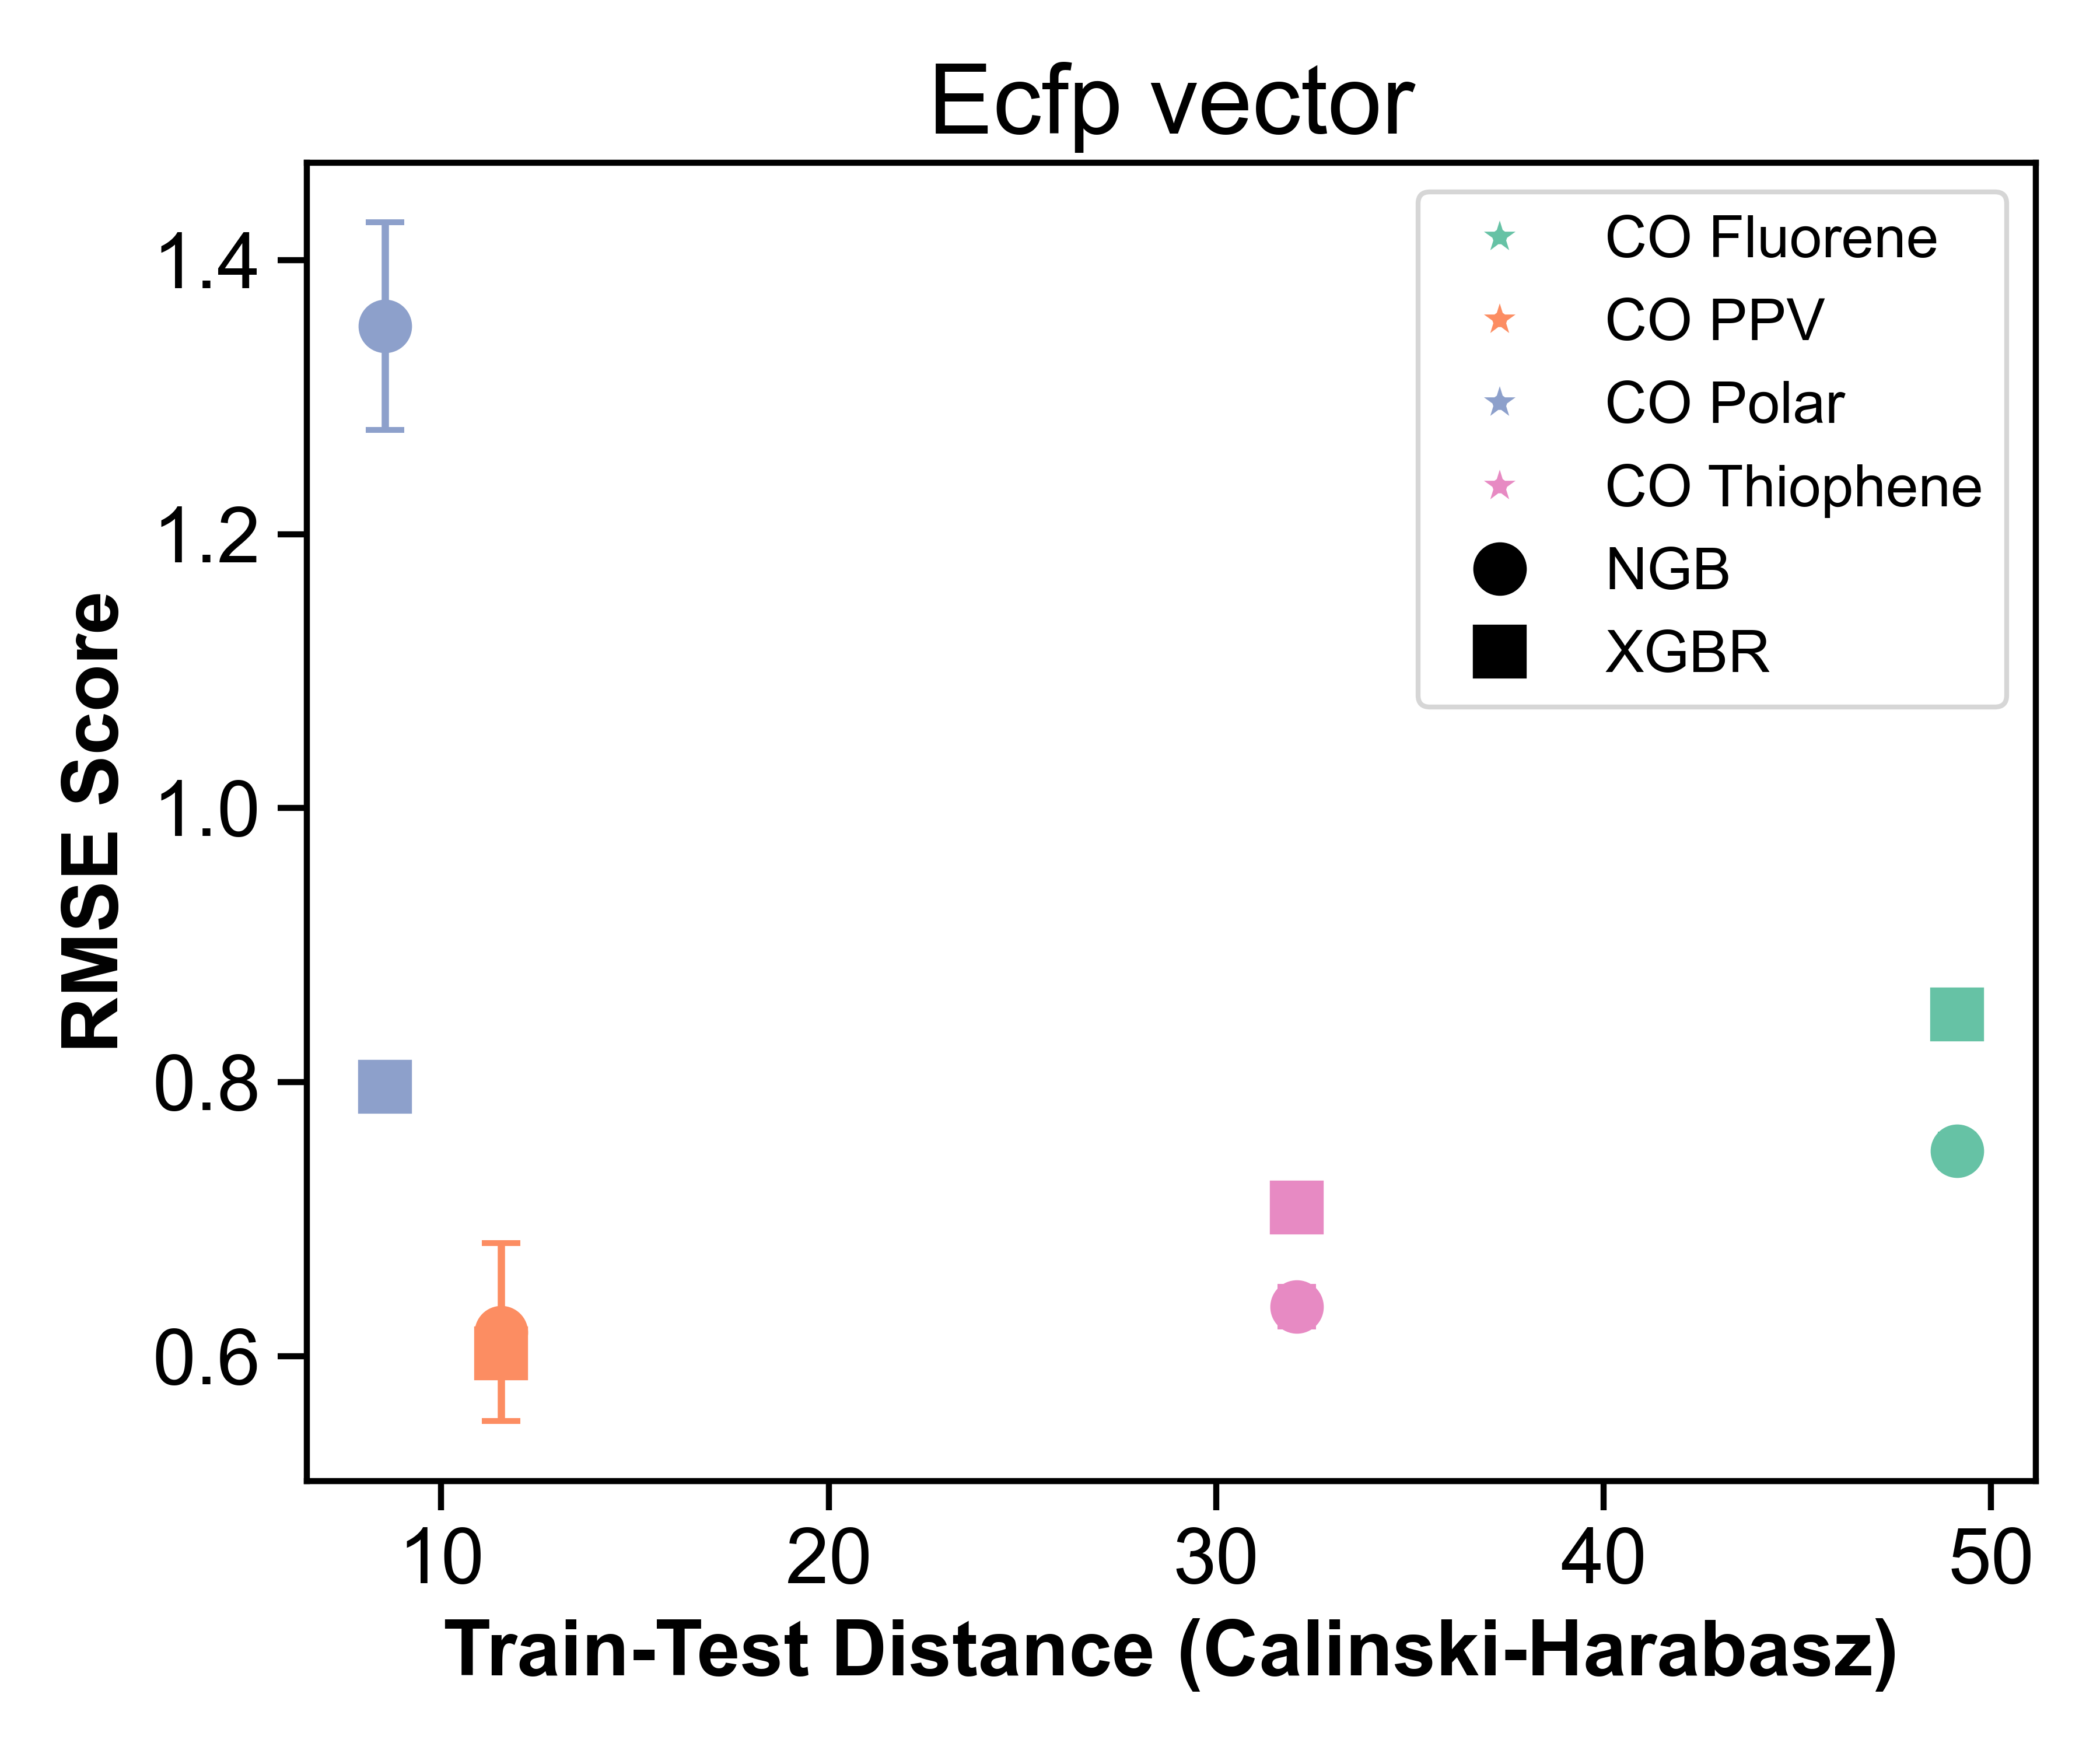 Ecfp vector
CO Fluorene
CO PPV
CO Polar
CO Thiophene
NGB
XGBR
RMSE Score
1.4
1.2
1.0
0.8
0.6
10 20 30 40 50
Train-Test Distance (Calinski-Harabasz)